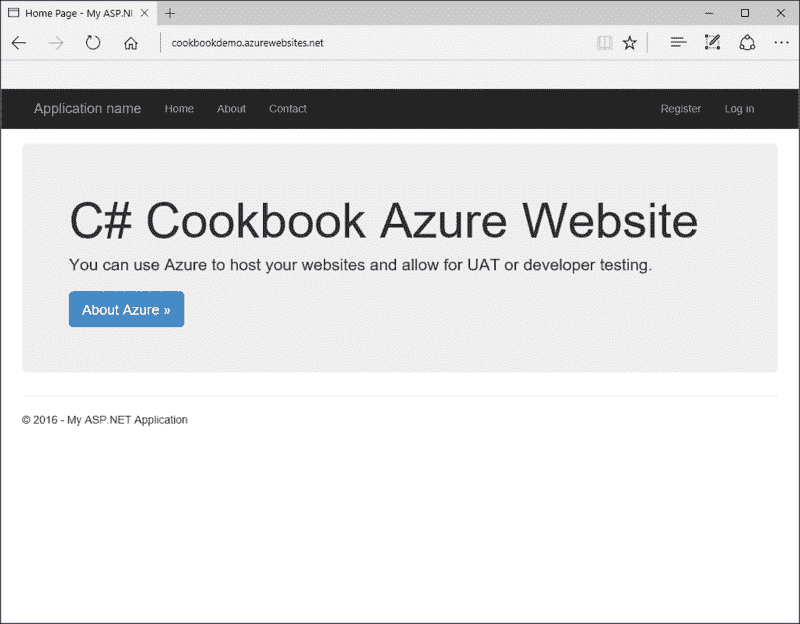 Home Page - My ASP.NI
cookbookdemo.azurewebsites.net
Application name Home About Contact Register Log in
C# Cookbook Azure Website
You can use Azure to host your websites and allow for UAT or developer testing.
About Azure »
© 2016 - My ASP.NET Application